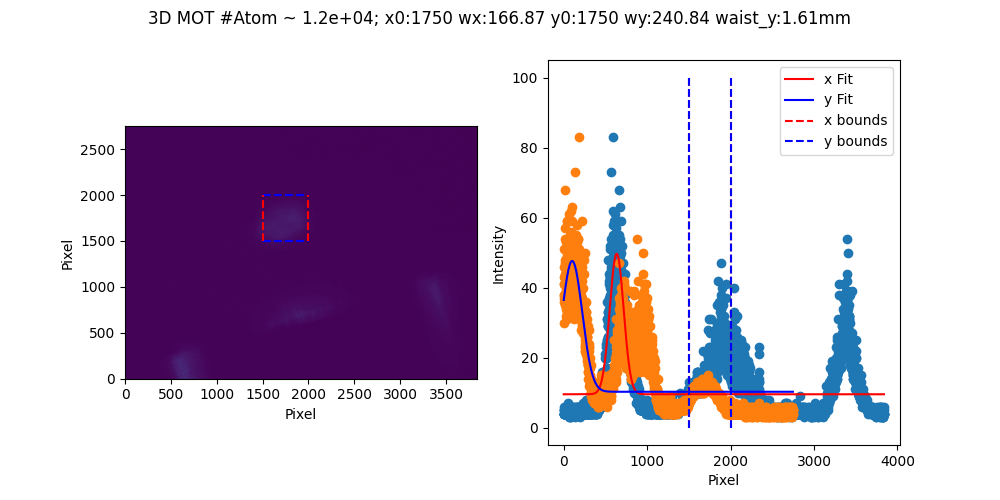 3D MOT #Atom ~ 1.2e+04; x0:1750 wx:166.87 y0:1750 wy:240.84 waist_y:1.61mm
Pixel
2500
2000
1500
1000
500
0
0 500 1000 1500 2000 2500 3000 3500
Pixel
Intensity
100
80
60
40
20
0
0 1000 2000 3000 4000
Pixel
x Fit
y Fit
x bounds
y bounds